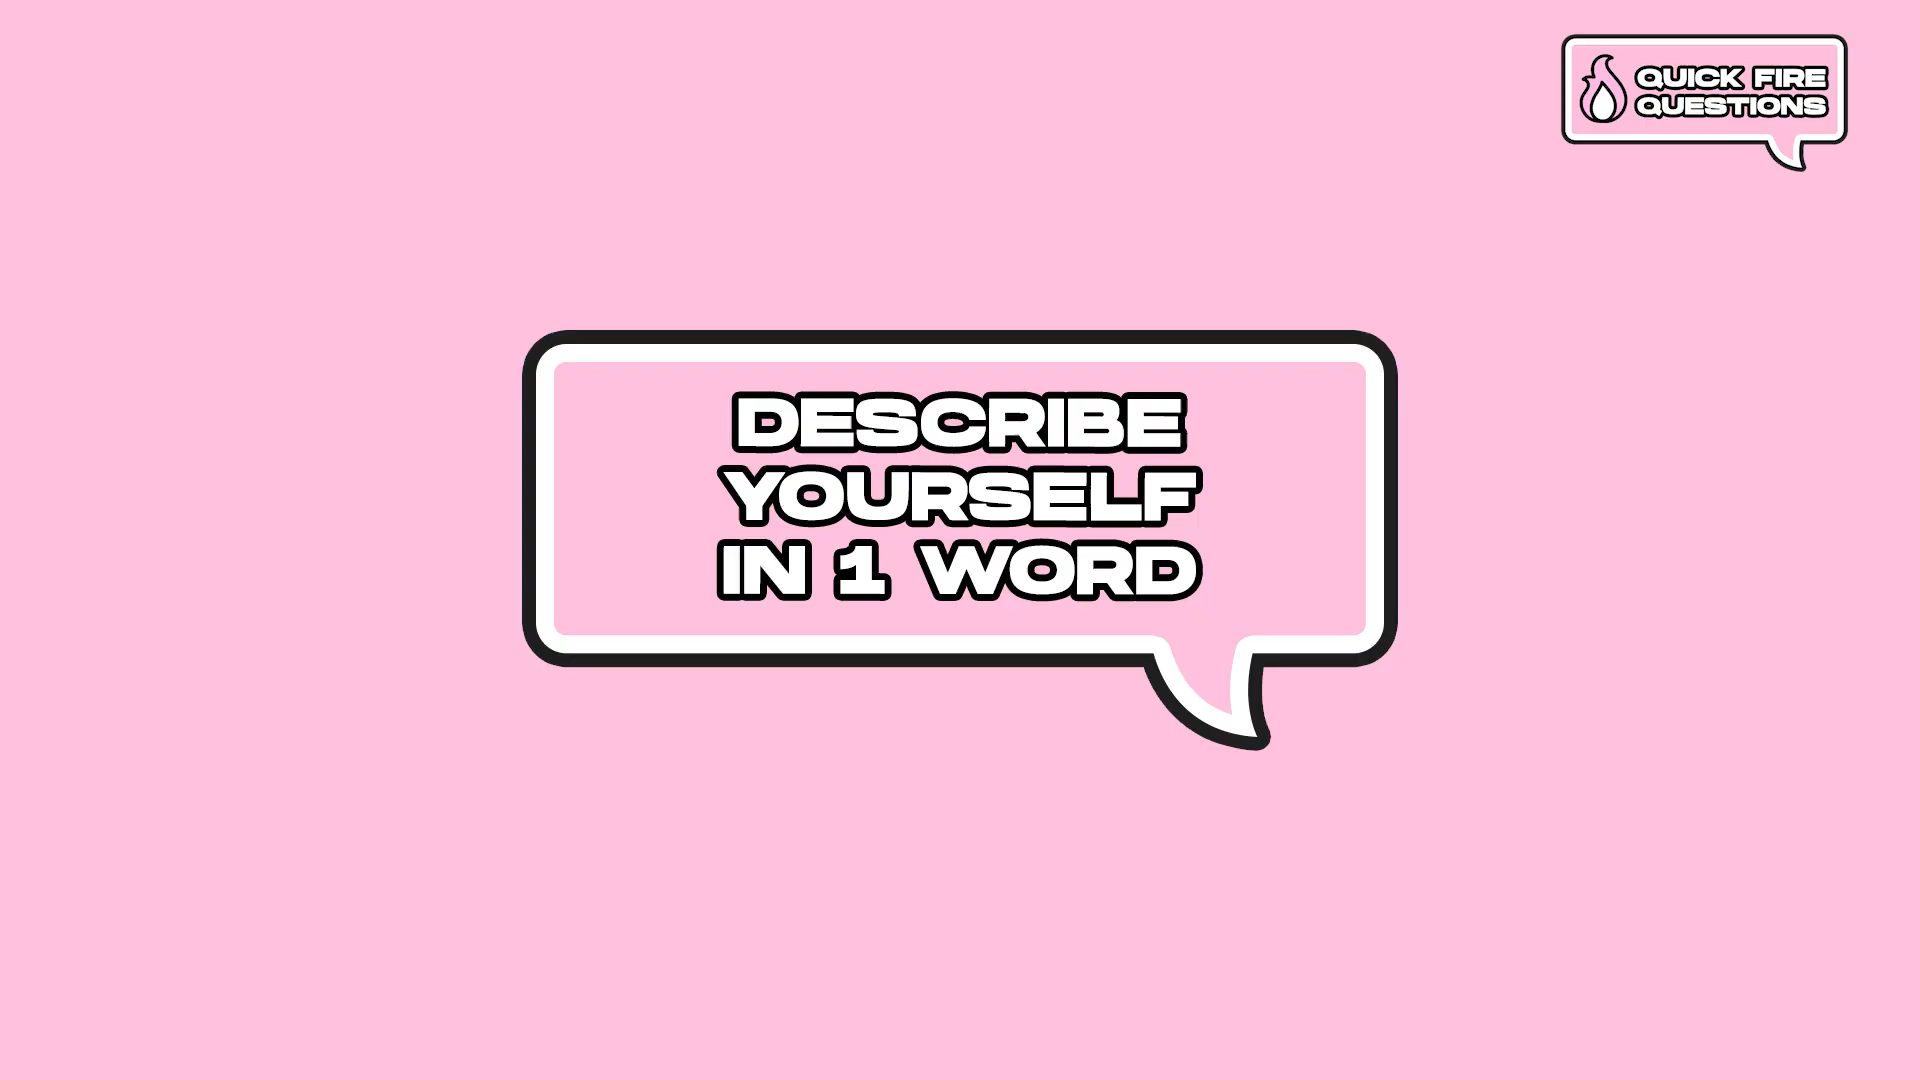 QUICK FIRE
QUESTIONS
DESCRIBE
YOURSELF
IN 1 WORD